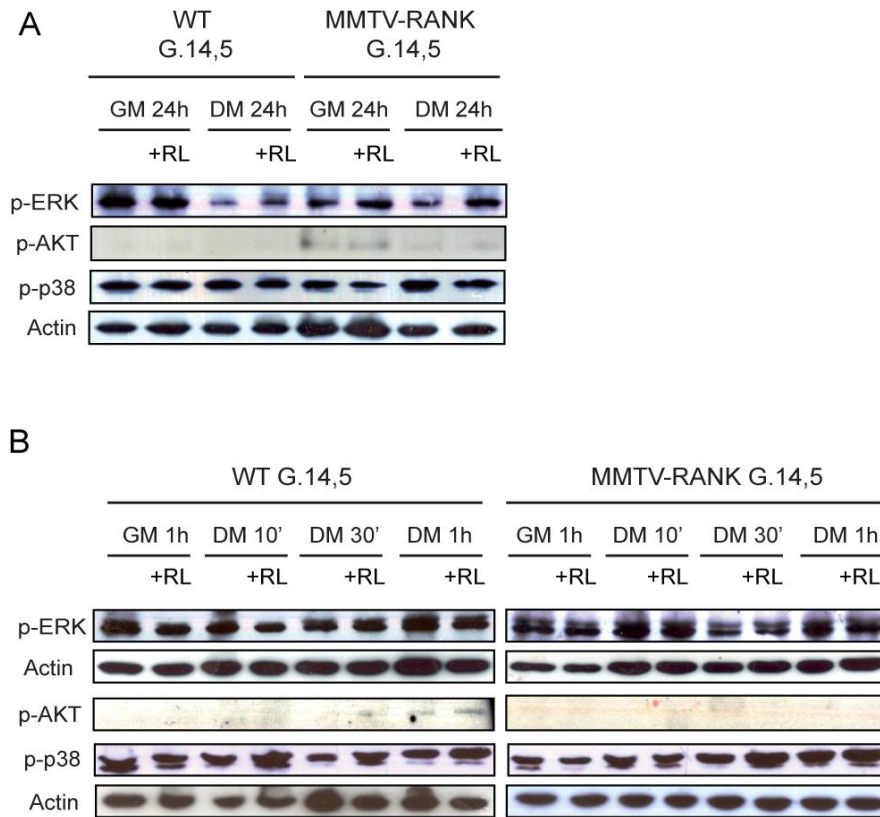 A
WT MMTV-RANK
G.14,5 G.14,5
GM 24h DM 24h GM 24h DM 24h
+RL +RL +RL +RL
p-ERK
p-AKT
p-p38
Actin
B
WT G.14,5 MMTV-RANK G.14,5
GM 1h DM 10' DM 30' DM 1h GM 1h DM 10' DM 30' DM 1h
+RL +RL +RL +RL +RL +RL +RL +RL
p-ERK
Actin
p-AKT
p-p38
Actin